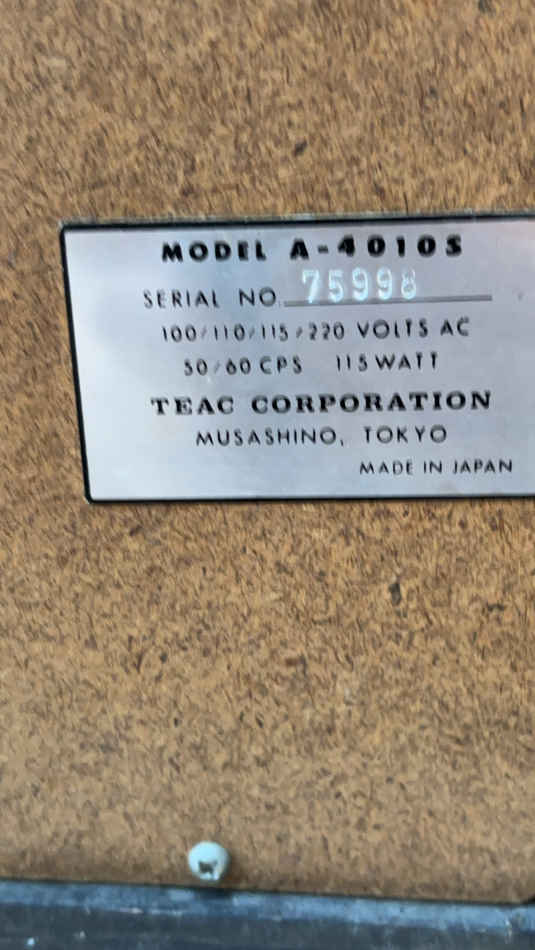 MODEL A-4010S
SERIAL NO. 75998
100/110/115/220 VOLTS AC
50/60 CPS 115 WATT
TEAC CORPORATION
MUSASHINO, TOKYO
MADE IN JAPAN